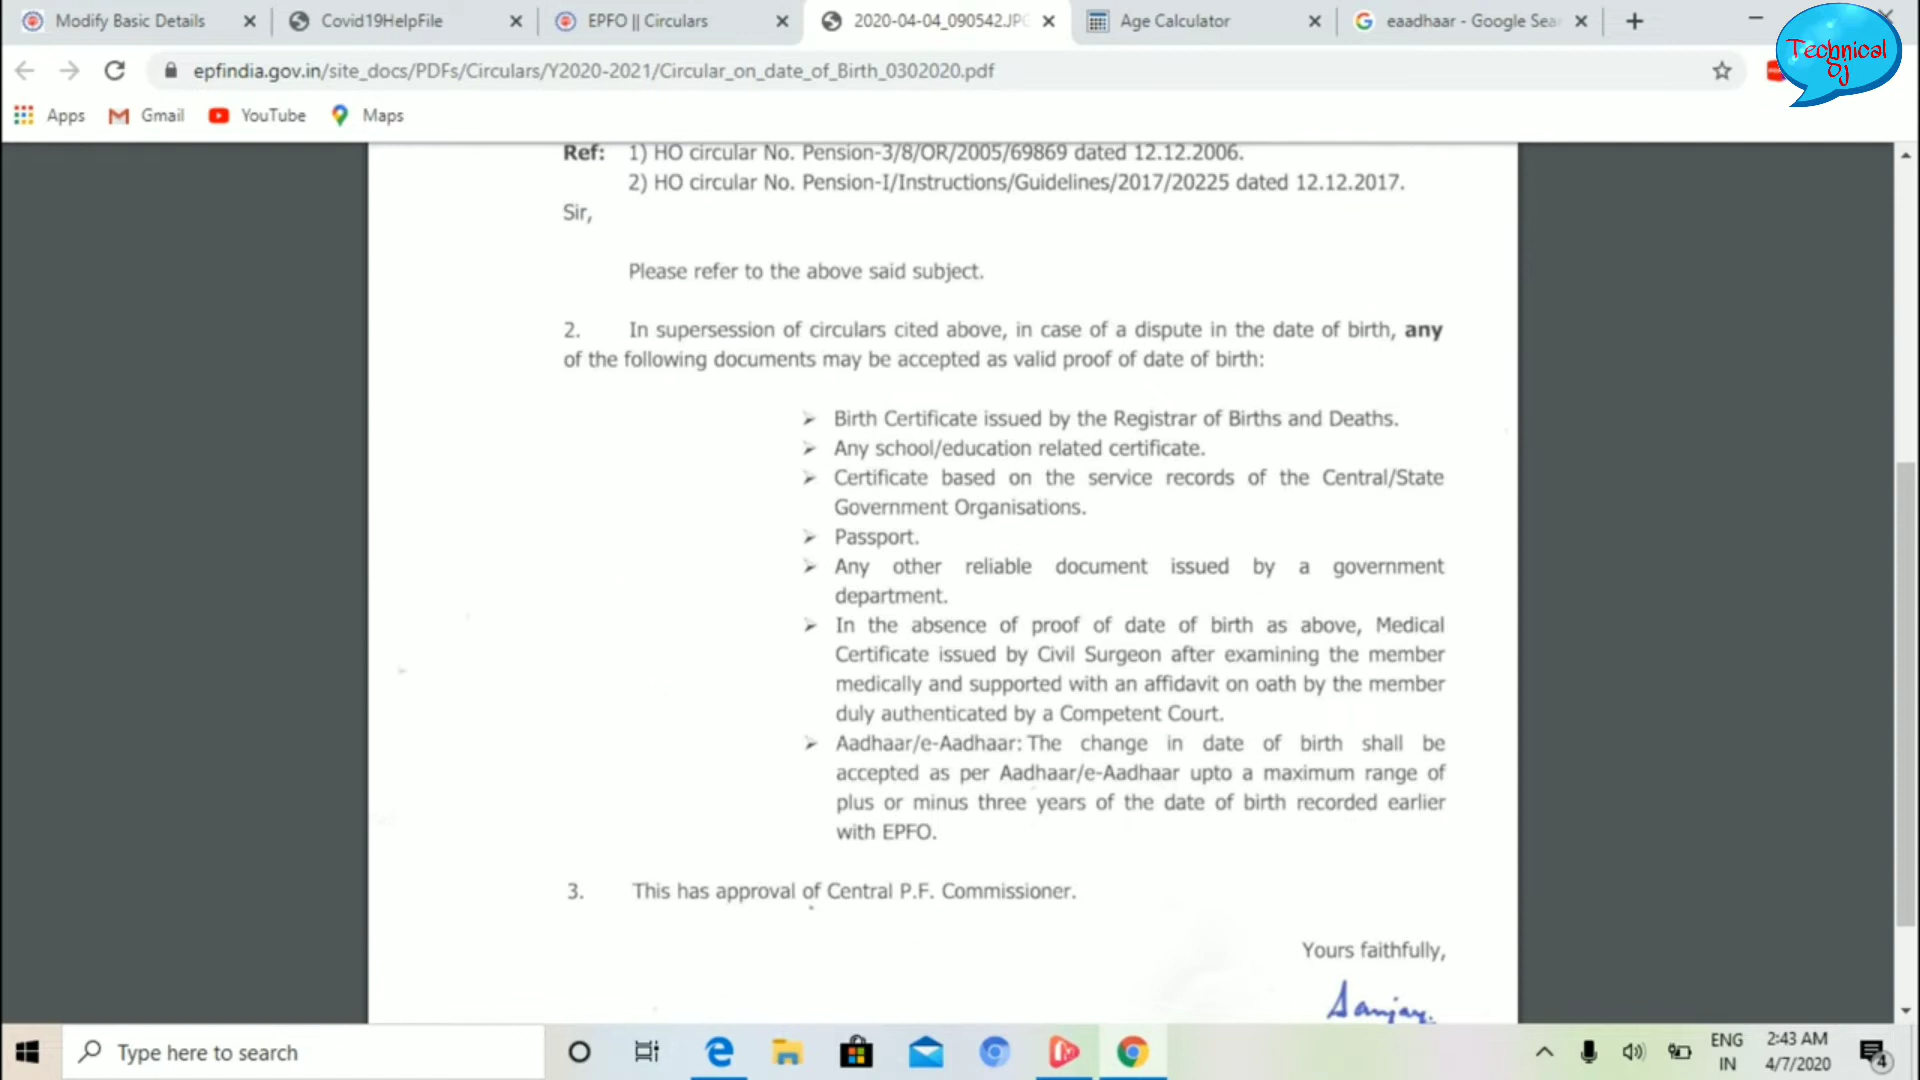 Modify Basic Details
Covid19HelpFile
EPFO || Circulars
2020-04-04_090542.JPG
Age Calculator
eaadhaar - Google Sea
Technical
gj
epfindia.gov.in/site_docs/PDFs/Circulars/Y2020-2021/Circular_on_date_of_Birth_0302020.pdf
Apps
Gmail
YouTube
Maps
Ref: 1) HO circular No. Pension-3/8/OR/2005/69869 dated 12.12.2006.
2) HO circular No. Pension-I/Instructions/Guidelines/2017/20225 dated 12.12.2017.
Sir,
Please refer to the above said subject.
2. In supersession of circulars cited above, in case of a dispute in the date of birth, any
of the following documents may be accepted as valid proof of date of birth:
➢ Birth Certificate issued by the Registrar of Births and Deaths.
➢ Any school/education related certificate.
➢ Certificate based on the service records of the Central/State
Government Organisations.
➢ Passport.
➢ Any other reliable document issued by a government
department.
➢ In the absence of proof of date of birth as above, Medical
Certificate issued by Civil Surgeon after examining the member
medically and supported with an affidavit on oath by the member
duly authenticated by a Competent Court.
➢ Aadhaar/e-Aadhaar: The change in date of birth shall be
accepted as per Aadhaar/e-Aadhaar upto a maximum range of
plus or minus three years of the date of birth recorded earlier
with EPFO.
3. This has approval of Central P.F. Commissioner.
Yours faithfully,
Sanjay.
Type here to search
ENG
IN
2:43 AM
4/7/2020
4